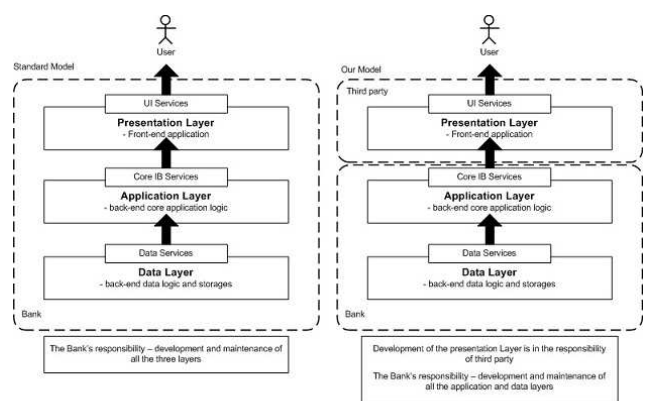 User
Standard Model
UI Services
Presentation Layer
- Front-end application
Core IB Services
Application Layer
- back-end core application logic
Data Services
Data Layer
- back-end data logic and storages
Bank
The Bank's responsibility – development and maintenance of
all the three layers
User
Our Model
Third party
UI Services
Presentation Layer
- Front-end application
Core IB Services
Application Layer
- back-end core application logic
Data Services
Data Layer
- back-end data logic and storages
Bank
Development of the presentation Layer is in the responsibility
of third party
The Bank's responsibility – development and maintenance of
all the application and data layers